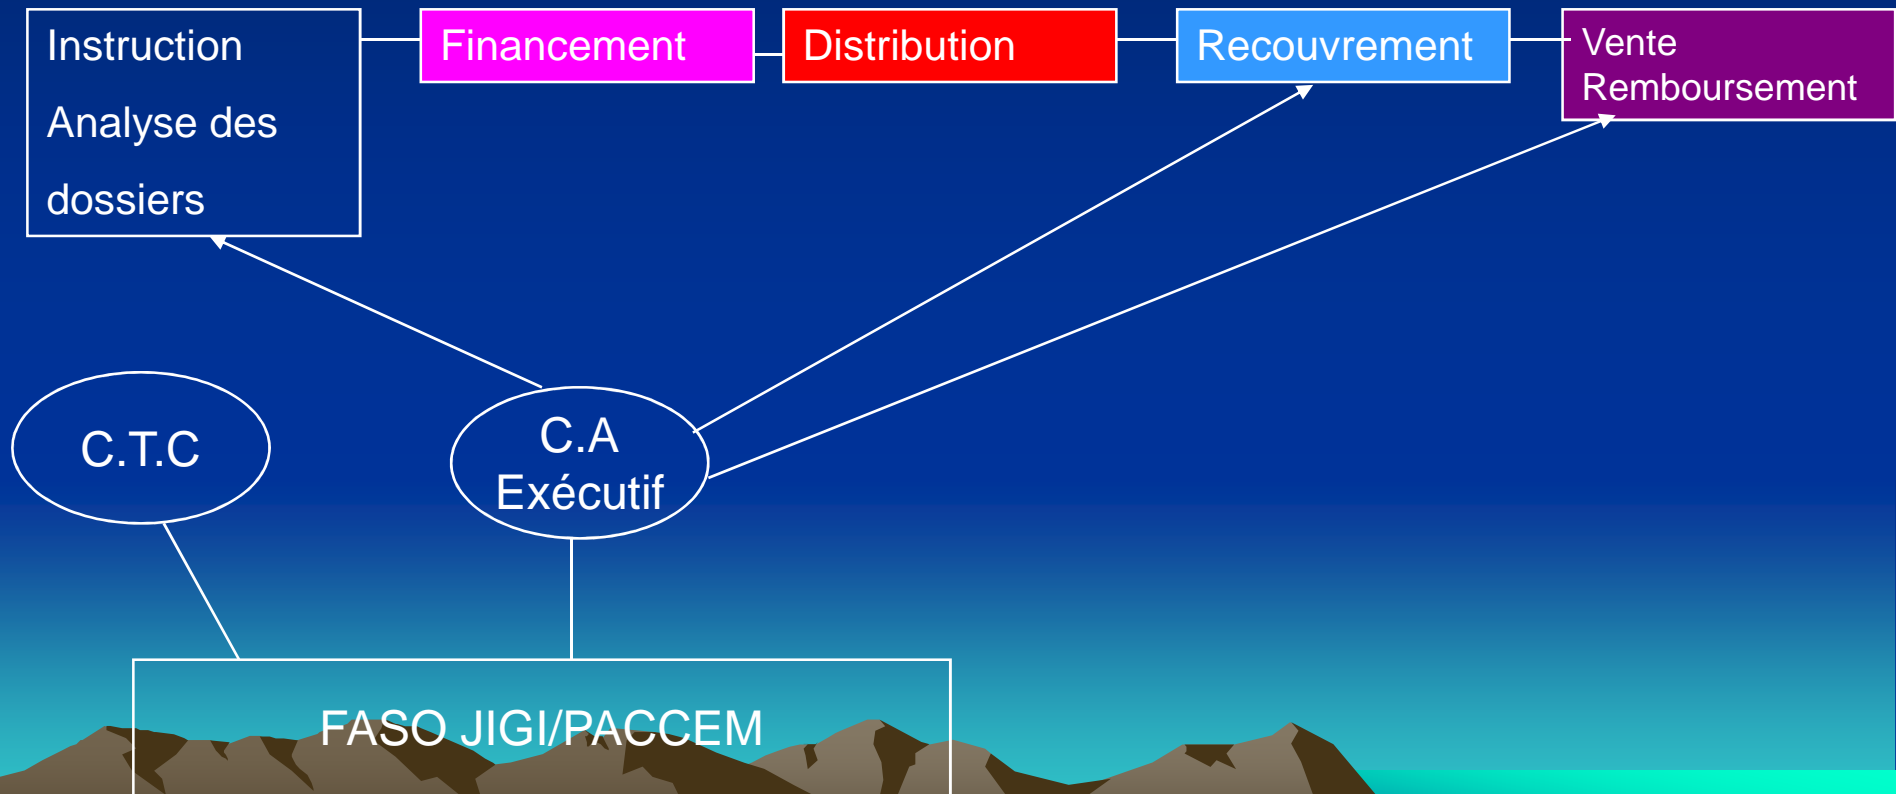 Instruction
Analyse des
dossiers
Financement
Distribution
Recouvrement
Vente
Remboursement
C.T.C
C.A
Exécutif
FASO JIGI/PACCEM